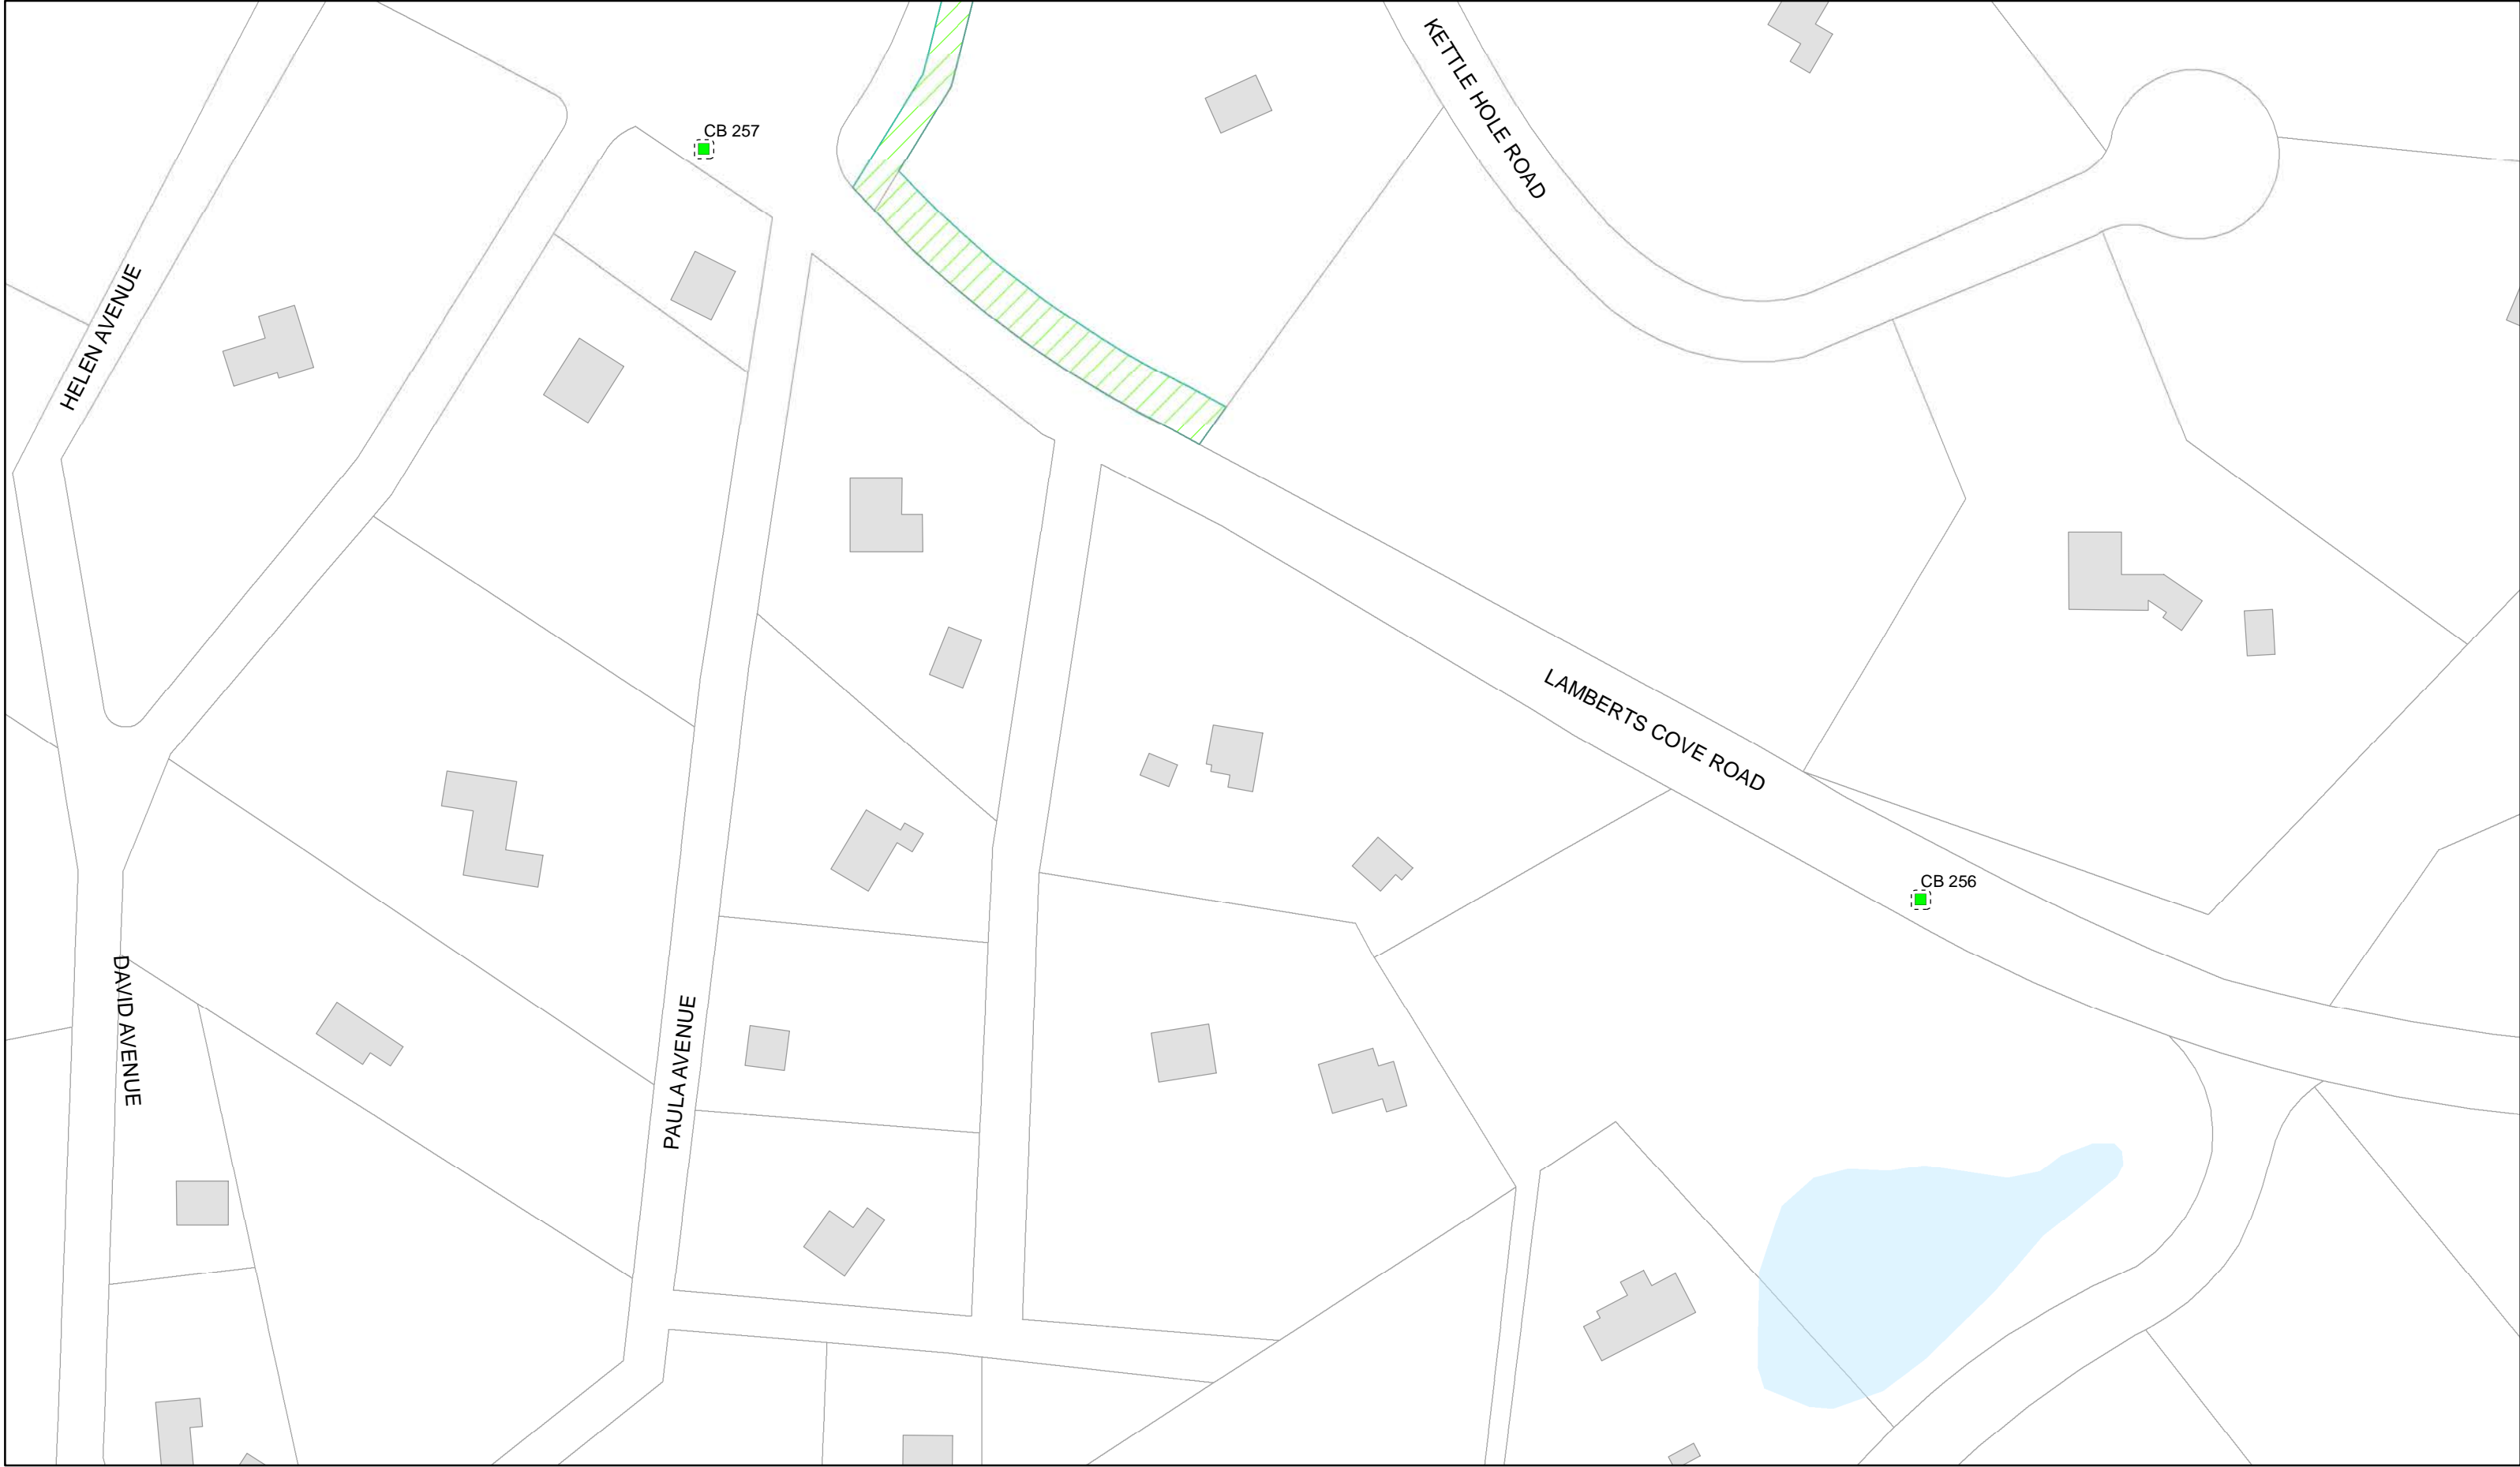 KETTLE HOLE ROAD
CB 257
HELEN AVENUE
LAMBERTS COVE ROAD
CB 256
DAVID AVENUE
PAULA AVENUE